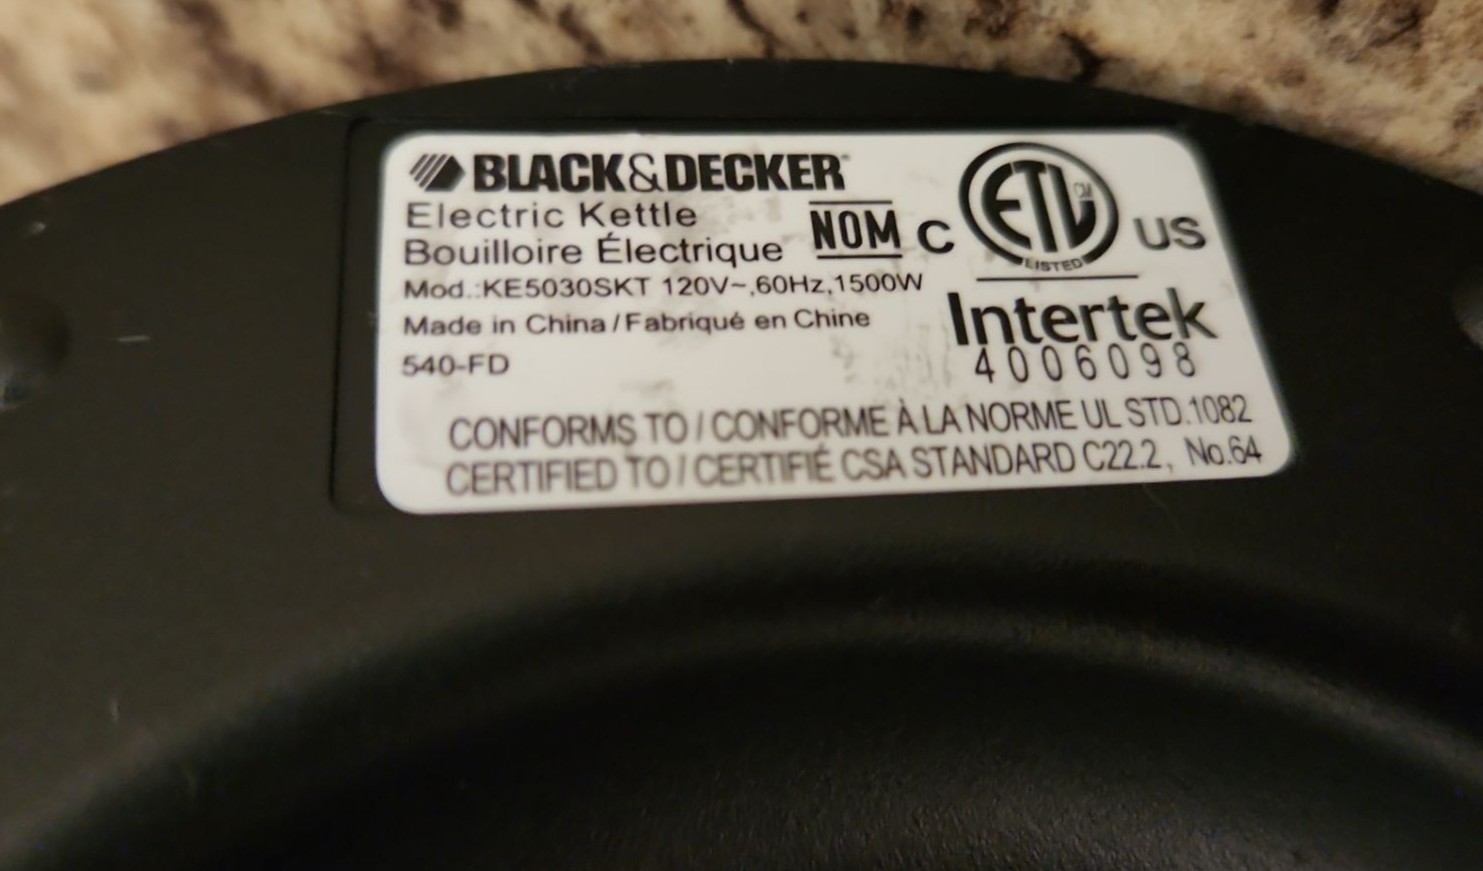 BLACK&DECKER
Electric Kettle
Bouilloire Électrique
NOM
C
ETL
CM
LISTED
US
Mod.:KE5030SKT 120V~,60Hz,1500W
Made in China / Fabriqué en Chine
540-FD
Intertek
4006098
CONFORMS TO / CONFORME À LA NORME UL STD.1082
CERTIFIED TO / CERTIFIÉ CSA STANDARD C22.2, No.64